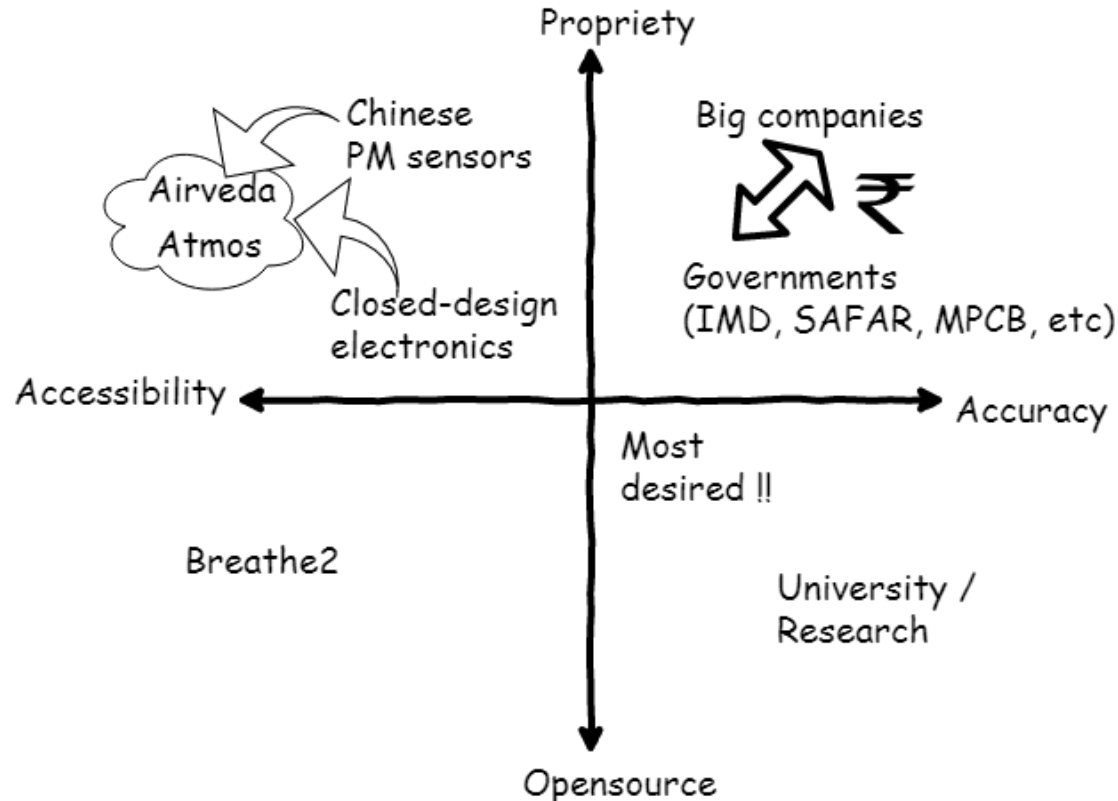 Propriety
Chinese
PM sensors
Big companies
Airveda
Atmos
₹
Closed-design
electronics
Governments
(IMD, SAFAR, MPCB, etc)
Accessibility
Accuracy
Most
desired !!
Breathe2
University /
Research
Opensource